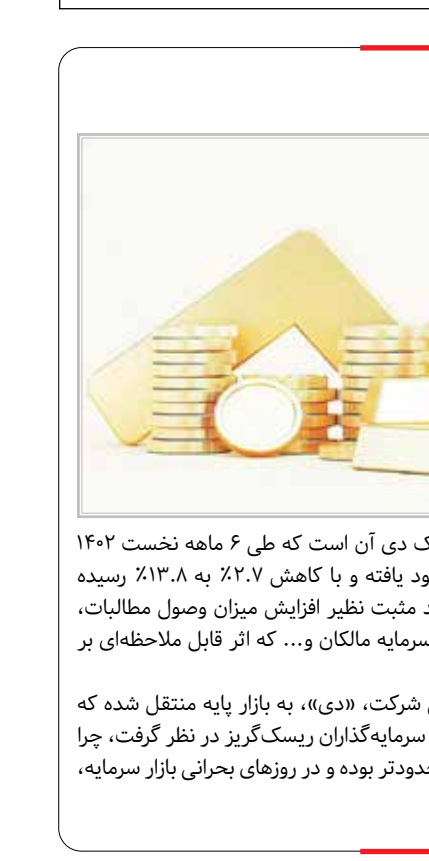 دی آن است که طی ۶ ماهه نخست ۱۴۰۲
یافته و با کاهش ۲.۷٪ به ۱۳.۸٪ رسیده
مثبت نظیر افزایش میزان وصول مطالبات،
سرمایه مالکان و... که اثر قابل ملاحظه‌ای بر
شرکت، «دی»، به بازار پایه منتقل شده که
سرمایه‌گذاران ریسک‌گریز در نظر گرفت، چرا
بوده و در روزهای بحرانی بازار سرمایه،